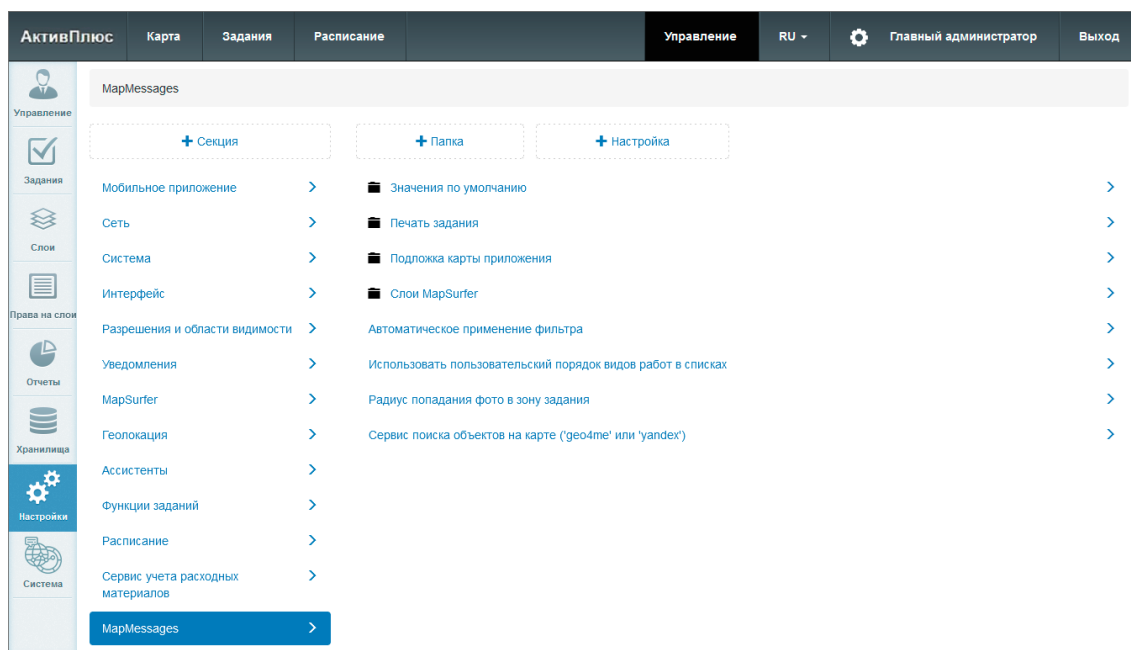 АктивПлюс Карта Задания Расписание Управление RU Главный администратор Выход
Управление
Задания
Слои
Права на слои
Отчеты
Хранилища
Настройки
Система
MapMessages
+ Секция
+ Папка
+ Настройка
Мобильное приложение
Сеть
Система
Интерфейс
Разрешения и области видимости
Уведомления
MapSurfer
Геолокация
Ассистенты
Функции заданий
Расписание
Сервис учета расходных
материалов
MapMessages
Значения по умолчанию
Печать задания
Подложка карты приложения
Слои MapSurfer
Автоматическое применение фильтра
Использовать пользовательский порядок видов работ в списках
Радиус попадания фото в зону задания
Сервис поиска объектов на карте ('geo4me' или 'yandex')